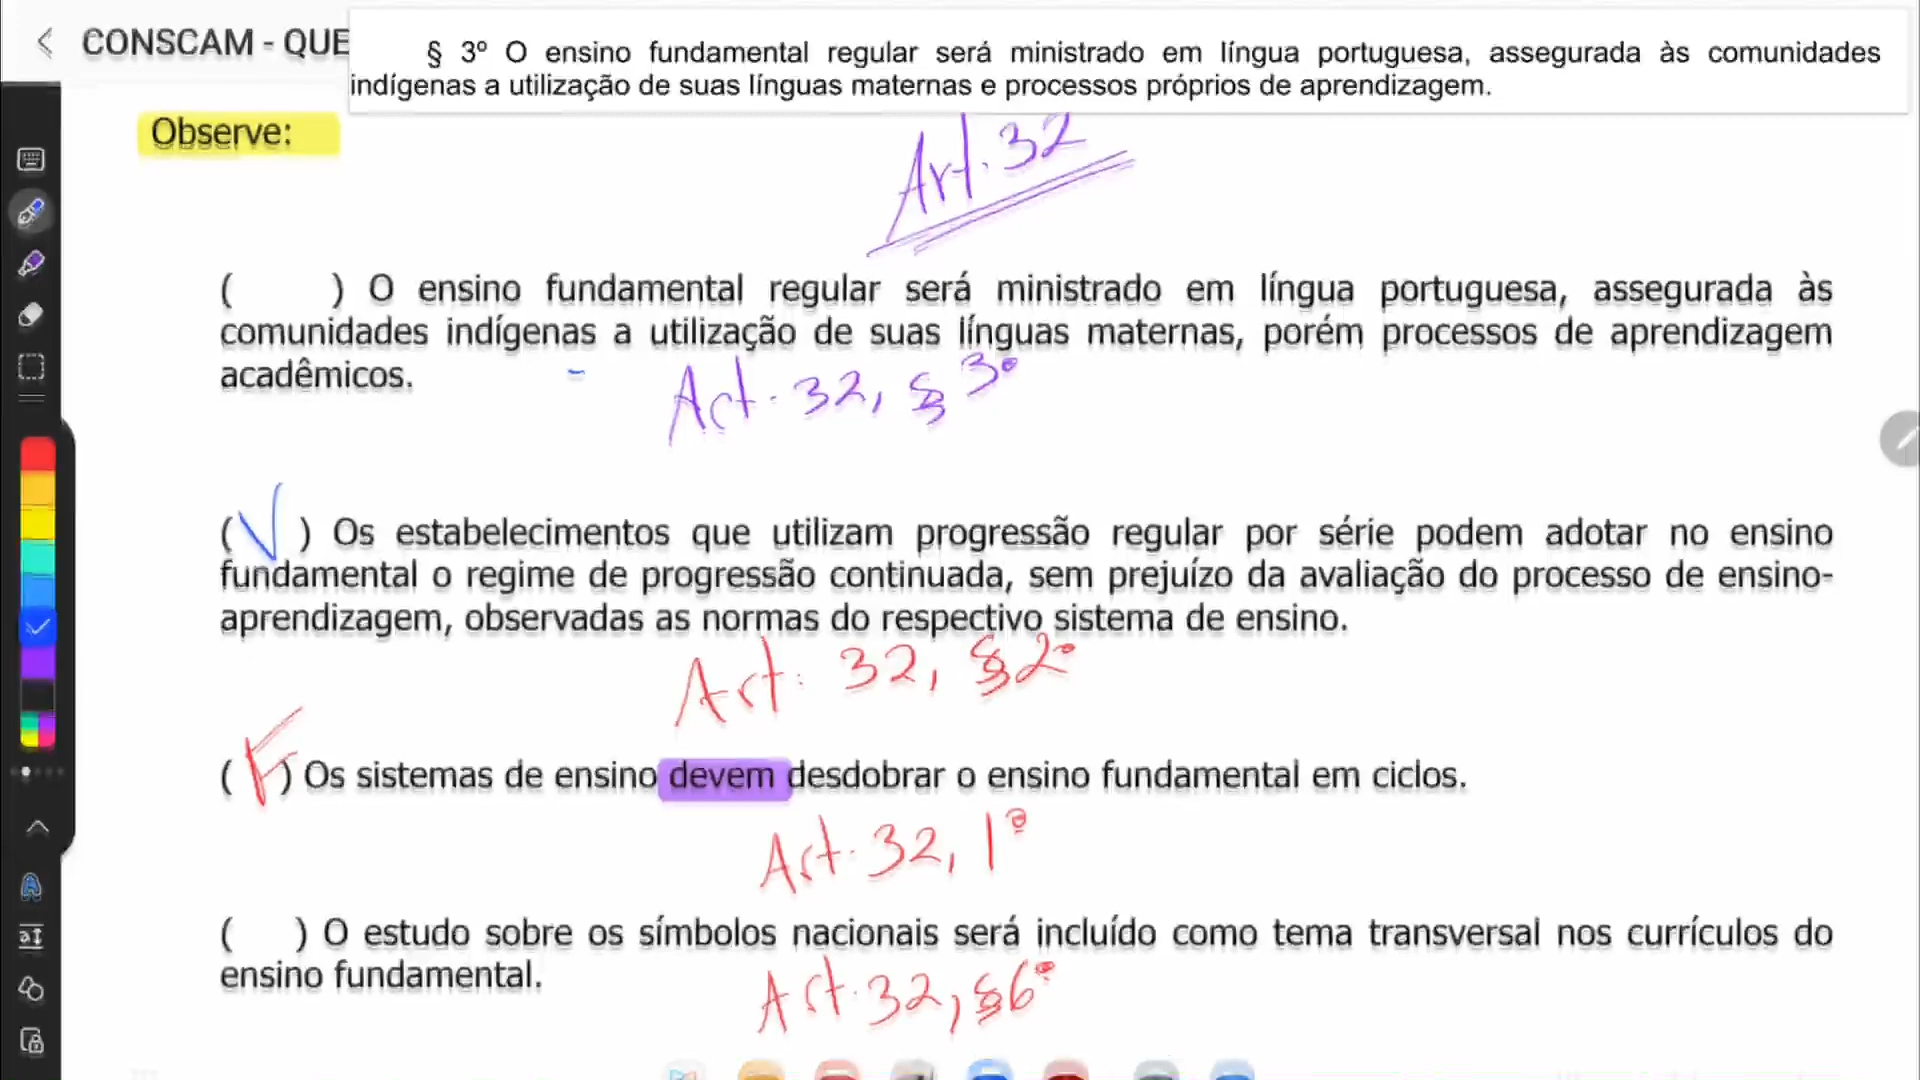 CONSCAM - QUE
§ 3º O ensino fundamental regular será ministrado em língua portuguesa, assegurada às comunidades
indígenas a utilização de suas línguas maternas e processos próprios de aprendizagem.
Observe:
Art. 32
( ) O ensino fundamental regular será ministrado em língua portuguesa, assegurada às
comunidades indígenas a utilização de suas línguas maternas, porém processos de aprendizagem
acadêmicos.
Art. 32, § 3º
( V ) Os estabelecimentos que utilizam progressão regular por série podem adotar no ensino
fundamental o regime de progressão continuada, sem prejuízo da avaliação do processo de ensino-
aprendizagem, observadas as normas do respectivo sistema de ensino.
Art. 32, § 2º
( F ) Os sistemas de ensino devem desdobrar o ensino fundamental em ciclos.
Art. 32, 1º
( ) O estudo sobre os símbolos nacionais será incluído como tema transversal nos currículos do
ensino fundamental.
Art. 32, § 6º